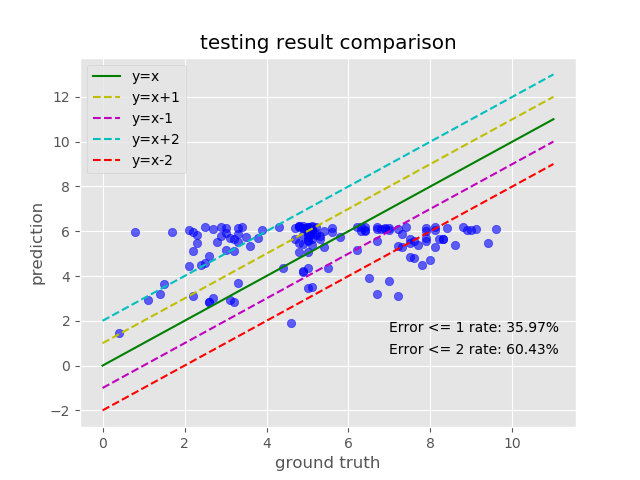 testing result comparison
y=x
y=x+1
y=x-1
y=x+2
y=x-2
12
10
8
6
4
2
0
−2
prediction
Error <= 1 rate: 35.97%
Error <= 2 rate: 60.43%
0 2 4 6 8 10
ground truth